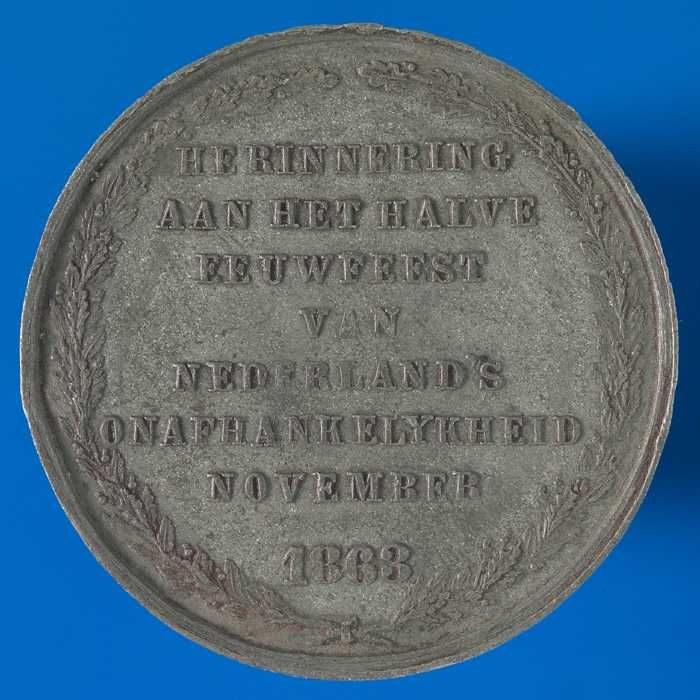 HERINNERING
AAN HET HALVE
EEUWFEEST
VAN
NEDERLAND'S
ONAFHANKELYKHEID
NOVEMBER
1863